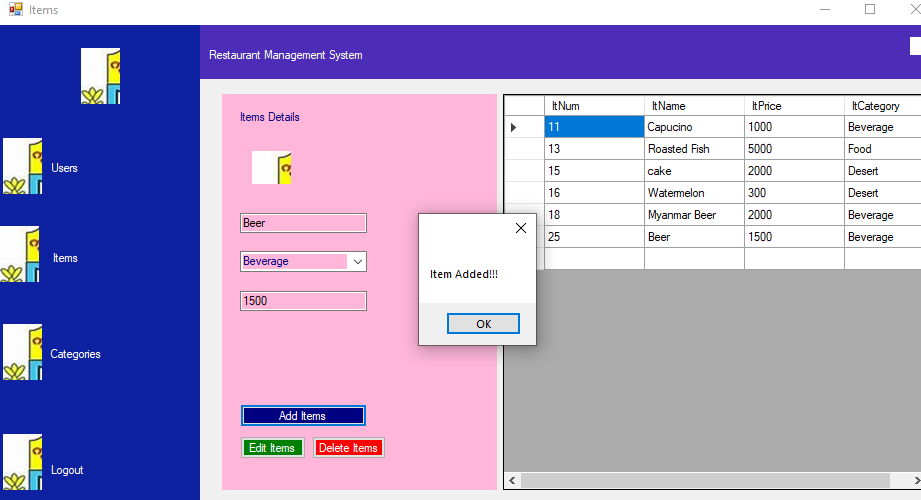 Items
Restaurant Management System
Users
Items
Categories
Logout
Items Details
Beer
Beverage
1500
Add Items
Edit Items
Delete Items
ItNum ItName ItPrice ItCategory
11 Capucino 1000 Beverage
13 Roasted Fish 5000 Food
15 cake 2000 Desert
16 Watermelon 300 Desert
18 Myanmar Beer 2000 Beverage
25 Beer 1500 Beverage
Item Added!!!
OK